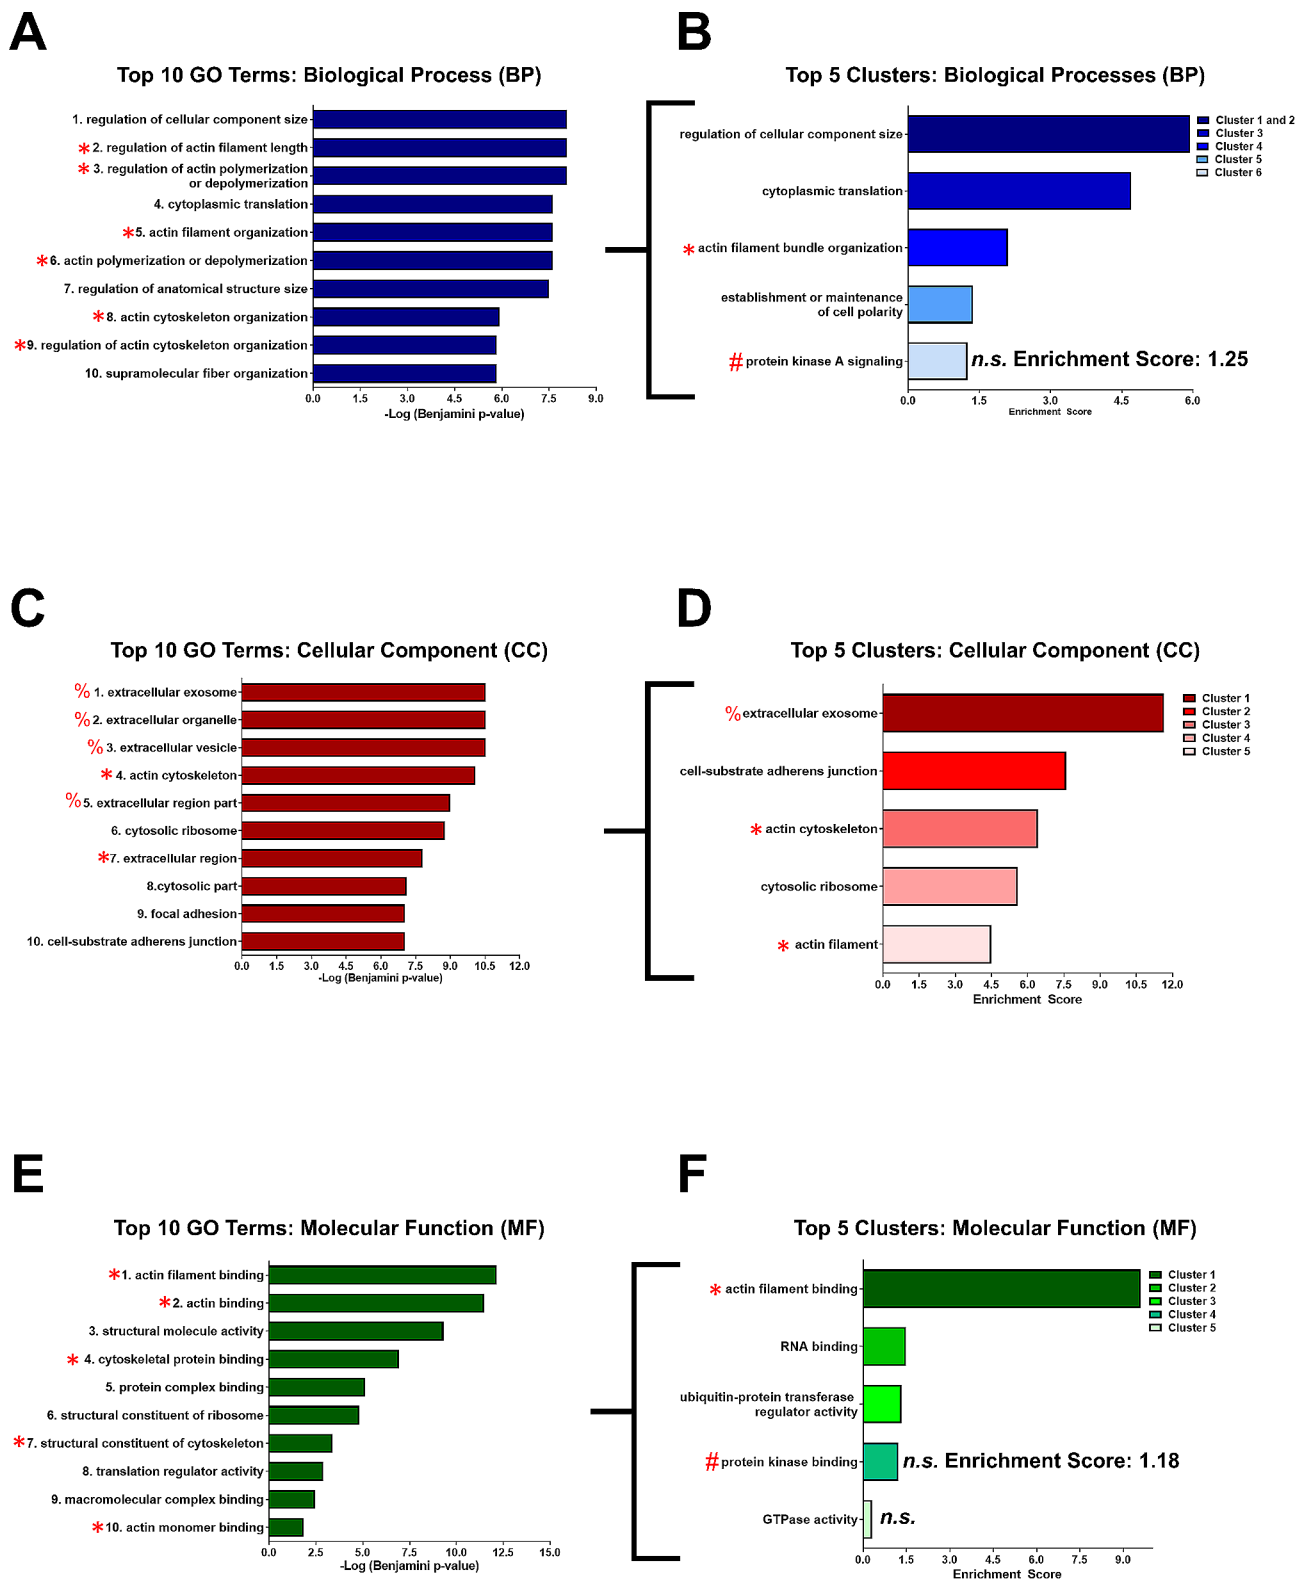 A
Top 10 GO Terms: Biological Process (BP)
1. regulation of cellular component size
*2. regulation of actin filament length
*3. regulation of actin polymerization
or depolymerization
4. cytoplasmic translation
*5. actin filament organization
*6. actin polymerization or depolymerization
7. regulation of anatomical structure size
*8. actin cytoskeleton organization
*9. regulation of actin cytoskeleton organization
10. supramolecular fiber organization
0.0 1.5 3.0 4.5 6.0 7.5 9.0
-Log (Benjamini p-value)
B
Top 5 Clusters: Biological Processes (BP)
regulation of cellular component size
cytoplasmic translation
* actin filament bundle organization
establishment or maintenance
of cell polarity
# protein kinase A signaling
n.s. Enrichment Score: 1.25
Cluster 1 and 2
Cluster 3
Cluster 4
Cluster 5
Cluster 6
0.0 1.5 3.0 4.5 6.0
Enrichment Score
C
Top 10 GO Terms: Cellular Component (CC)
% 1. extracellular exosome
% 2. extracellular organelle
% 3. extracellular vesicle
* 4. actin cytoskeleton
% 5. extracellular region part
6. cytosolic ribosome
*7. extracellular region
8.cytosolic part
9. focal adhesion
10. cell-substrate adherens junction
0.0 1.5 3.0 4.5 6.0 7.5 9.0 10.5 12.0
-Log (Benjamini p-value)
D
Top 5 Clusters: Cellular Component (CC)
% extracellular exosome
cell-substrate adherens junction
* actin cytoskeleton
cytosolic ribosome
* actin filament
Cluster 1
Cluster 2
Cluster 3
Cluster 4
Cluster 5
0.0 1.5 3.0 4.5 6.0 7.5 9.0 10.5 12.0
Enrichment Score
E
Top 10 GO Terms: Molecular Function (MF)
*1. actin filament binding
*2. actin binding
3. structural molecule activity
* 4. cytoskeletal protein binding
5. protein complex binding
6. structural constituent of ribosome
*7. structural constituent of cytoskeleton
8. translation regulator activity
9. macromolecular complex binding
*10. actin monomer binding
0.0 2.5 5.0 7.5 10.0 12.5 15.0
-Log (Benjamini p-value)
F
Top 5 Clusters: Molecular Function (MF)
* actin filament binding
RNA binding
ubiquitin-protein transferase
regulator activity
# protein kinase binding
n.s. Enrichment Score: 1.18
GTPase activity
n.s.
Cluster 1
Cluster 2
Cluster 3
Cluster 4
Cluster 5
0.0 1.5 3.0 4.5 6.0 7.5 9.0
Enrichment Score